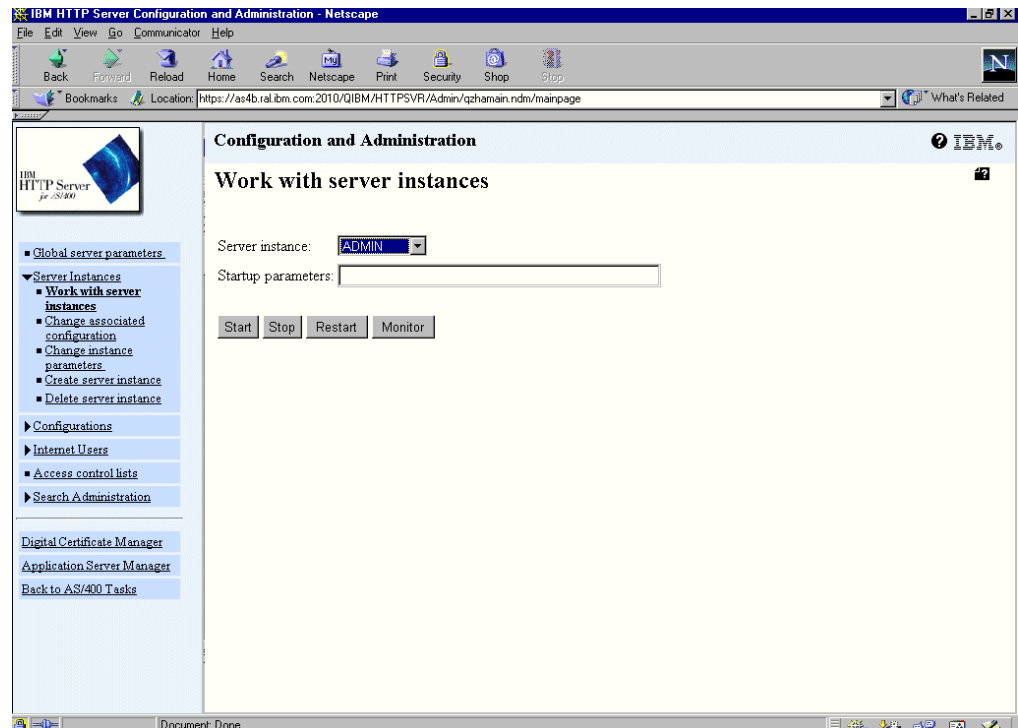 IBM HTTP Server Configuration and Administration - Netscape
File Edit View Go Communicator Help
Back Forward Reload Home Search Netscape Print Security Shop Stop
My
N
Bookmarks Location: https://as4b.ral.ibm.com:2010/QIBM/HTTPSVR/Admin/qzhamain.ndm/mainpage What's Related
IBM
HTTP Server
for AS/400
Configuration and Administration
IBM
Work with server instances
Server instance: ADMIN
Startup parameters:
Start Stop Restart Monitor
Global server parameters
Server Instances
Work with server
instances
Change associated
configuration
Change instance
parameters
Create server instance
Delete server instance
Configurations
Internet Users
Access control lists
Search Administration
Digital Certificate Manager
Application Server Manager
Back to AS/400 Tasks
Document: Done